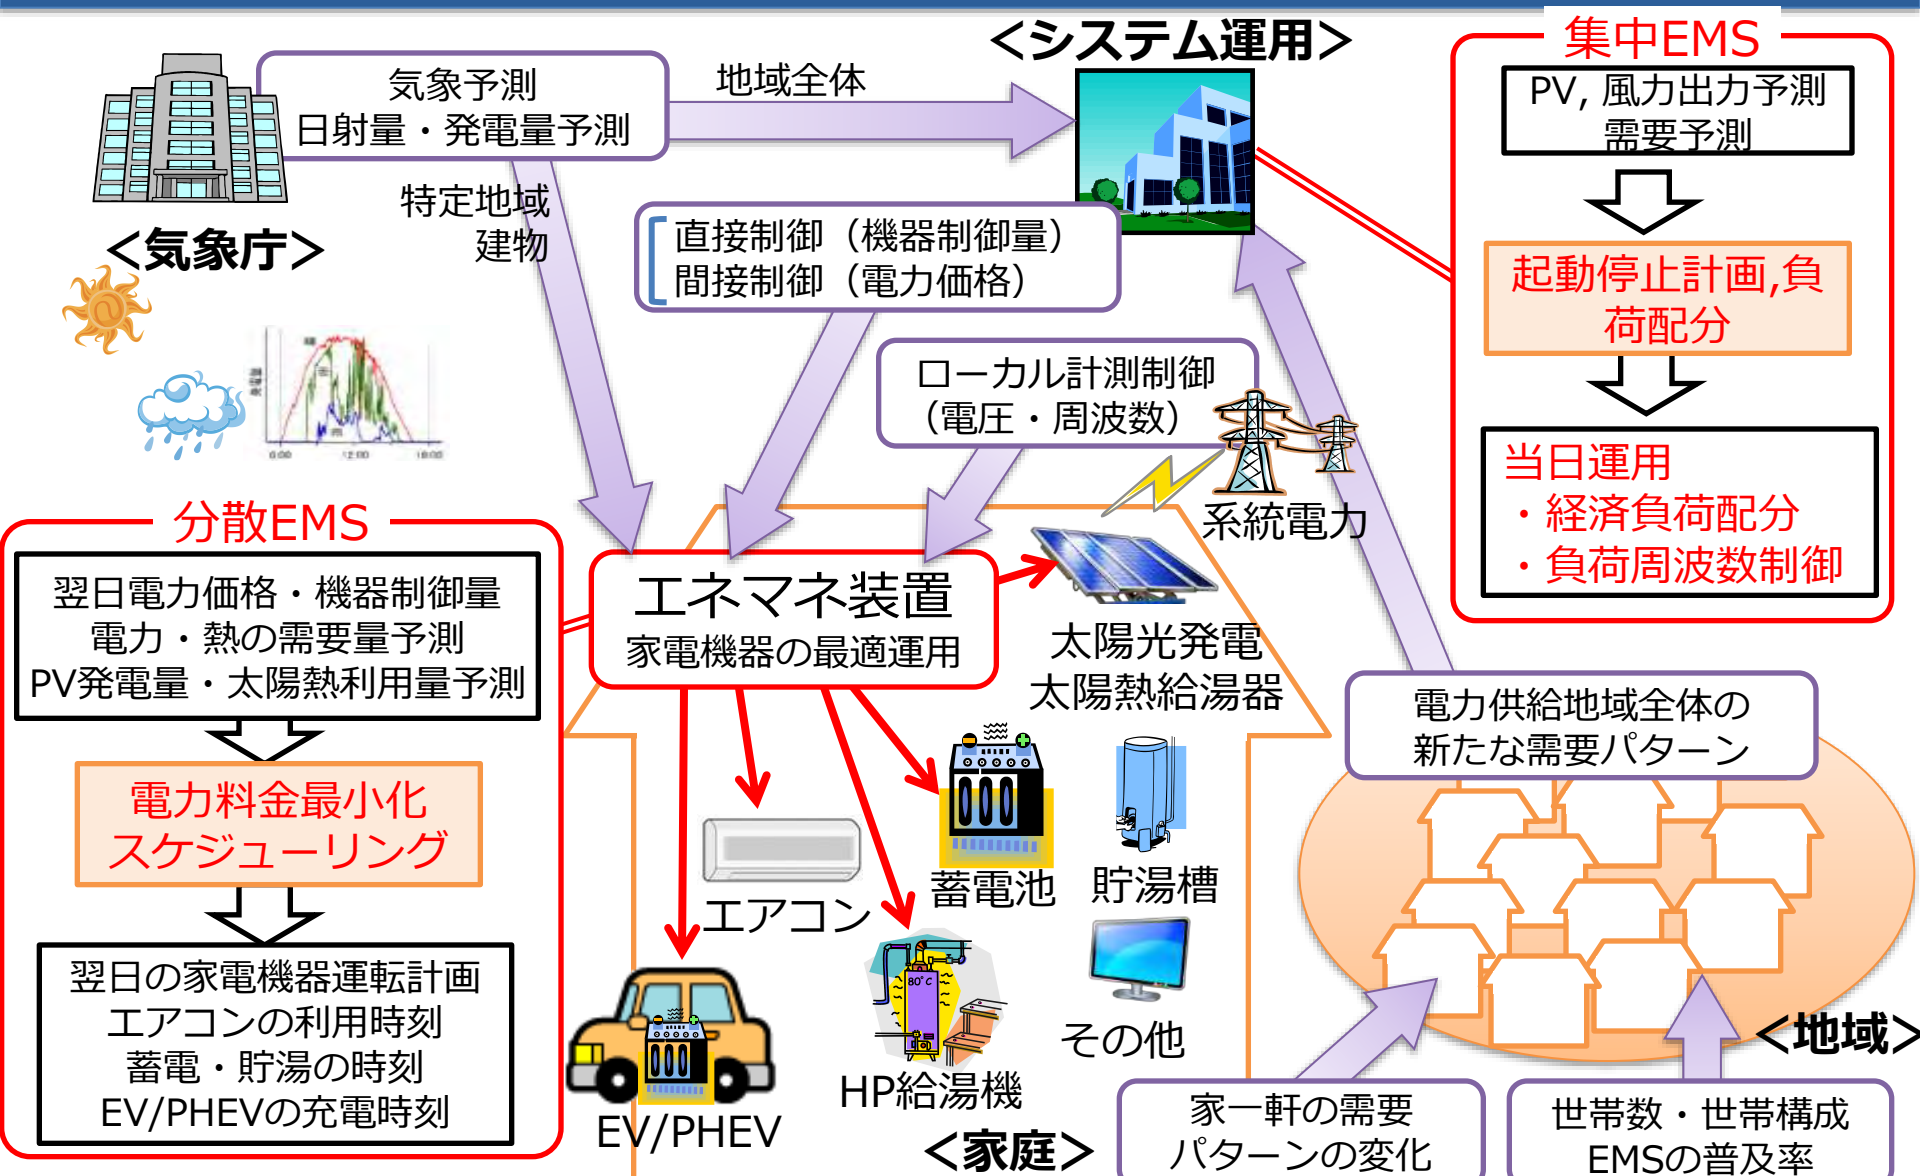 <システム運用>
集中EMS
気象予測
日射量・発電量予測
地域全体
PV, 風力出力予測
需要予測
特定地域
建物
<気象庁>
直接制御（機器制御量）
間接制御（電力価格）
起動停止計画,負
荷配分
ローカル計測制御
（電圧・周波数）
6:00
12:00
18:00
当日運用
・経済負荷配分
・負荷周波数制御
系統電力
分散EMS
翌日電力価格・機器制御量
電力・熱の需要量予測
PV発電量・太陽熱利用量予測
エネマネ装置
家電機器の最適運用
太陽光発電
太陽熱給湯器
電力供給地域全体の
新たな需要パターン
電力料金最小化
スケジューリング
エアコン
蓄電池
貯湯槽
翌日の家電機器運転計画
エアコンの利用時刻
蓄電・貯湯の時刻
EV/PHEVの充電時刻
80°C
EV/PHEV
HP給湯機
その他
<家庭>
<地域>
家一軒の需要
パターンの変化
世帯数・世帯構成
EMSの普及率